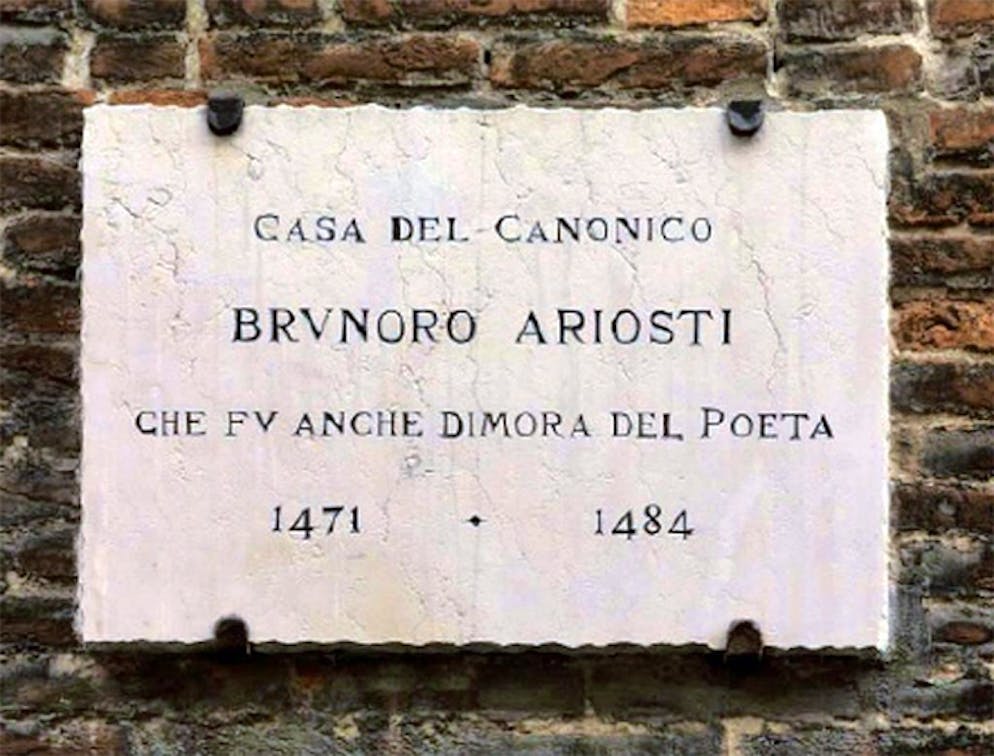 CASA DEL CANONICO
BRVNORO ARIOSTI
CHE FV ANCHE DIMORA DEL POETA
1471 ✦ 1484